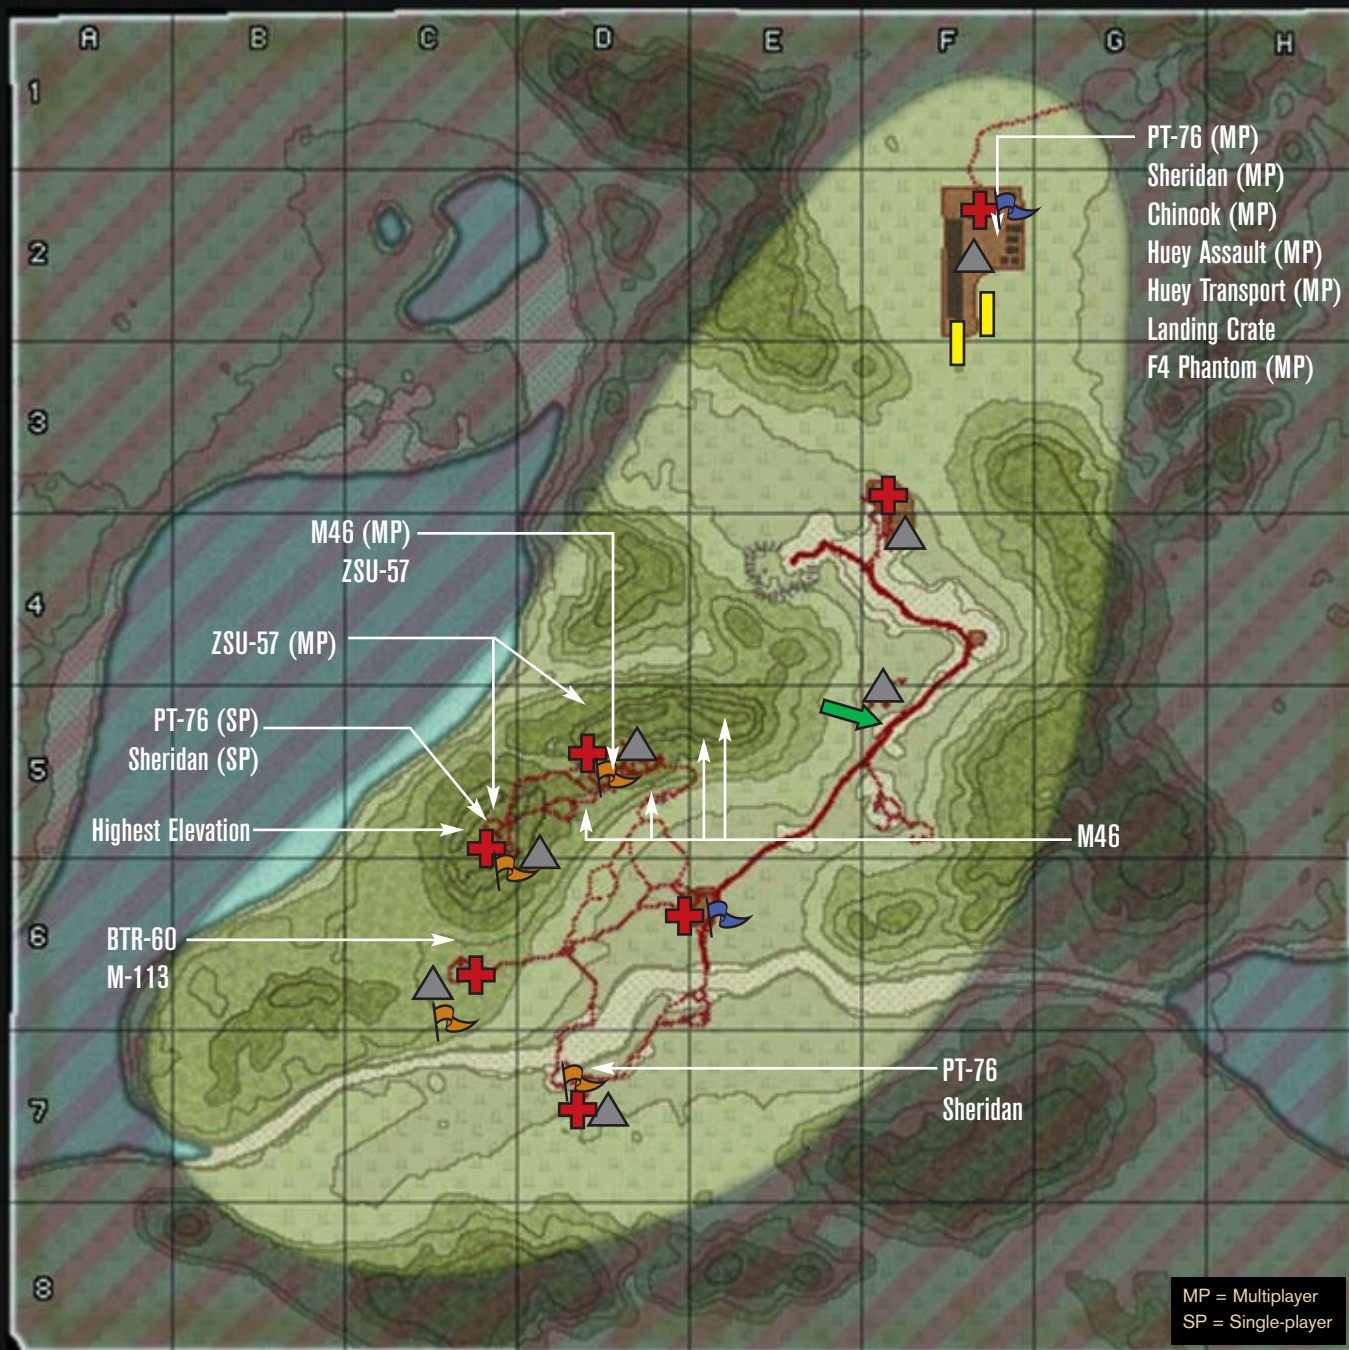 A B C D E F G H
1
PT-76 (MP)
Sheridan (MP)
2
Chinook (MP)
Huey Assault (MP)
Huey Transport (MP)
Landing Crate
F4 Phantom (MP)
3
M46 (MP)
ZSU-57
4
ZSU-57 (MP)
PT-76 (SP)
Sheridan (SP)
5
Highest Elevation
M46
6
BTR-60
M-113
PT-76
Sheridan
7
8
MP = Multiplayer
SP = Single-player